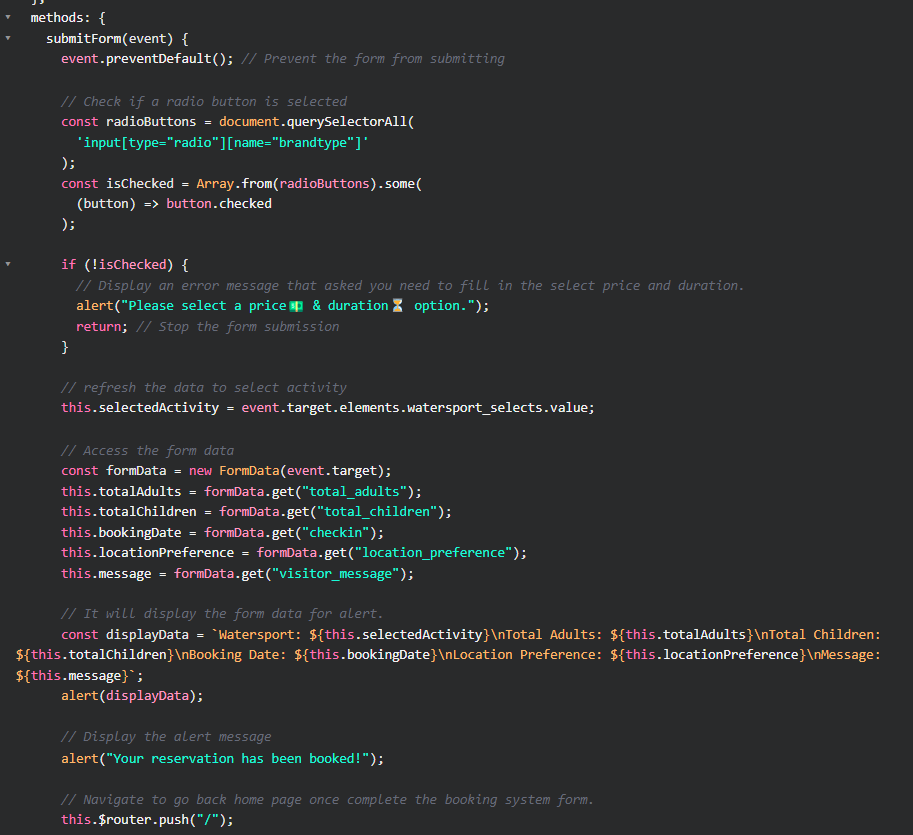 };
methods: {
submitForm(event) {
event.preventDefault(); // Prevent the form from submitting
// Check if a radio button is selected
const radioButtons = document.querySelectorAll(
'input[type="radio"][name="brandtype"]'
);
const isChecked = Array.from(radioButtons).some(
(button) => button.checked
);
if (!isChecked) {
// Display an error message that asked you need to fill in the select price and duration.
alert("Please select a price💵 & duration⏳ option.");
return; // Stop the form submission
}
// refresh the data to select activity
this.selectedActivity = event.target.elements.watersport_selects.value;
// Access the form data
const formData = new FormData(event.target);
this.totalAdults = formData.get("total_adults");
this.totalChildren = formData.get("total_children");
this.bookingDate = formData.get("checkin");
this.locationPreference = formData.get("location_preference");
this.message = formData.get("visitor_message");
// It will display the form data for alert.
const displayData = `Watersport: ${this.selectedActivity}\nTotal Adults: ${this.totalAdults}\nTotal Children:
${this.totalChildren}\nBooking Date: ${this.bookingDate}\nLocation Preference: ${this.locationPreference}\nMessage:
${this.message}`;
alert(displayData);
// Display the alert message
alert("Your reservation has been booked!");
// Navigate to go back home page once complete the booking system form.
this.$router.push("/");